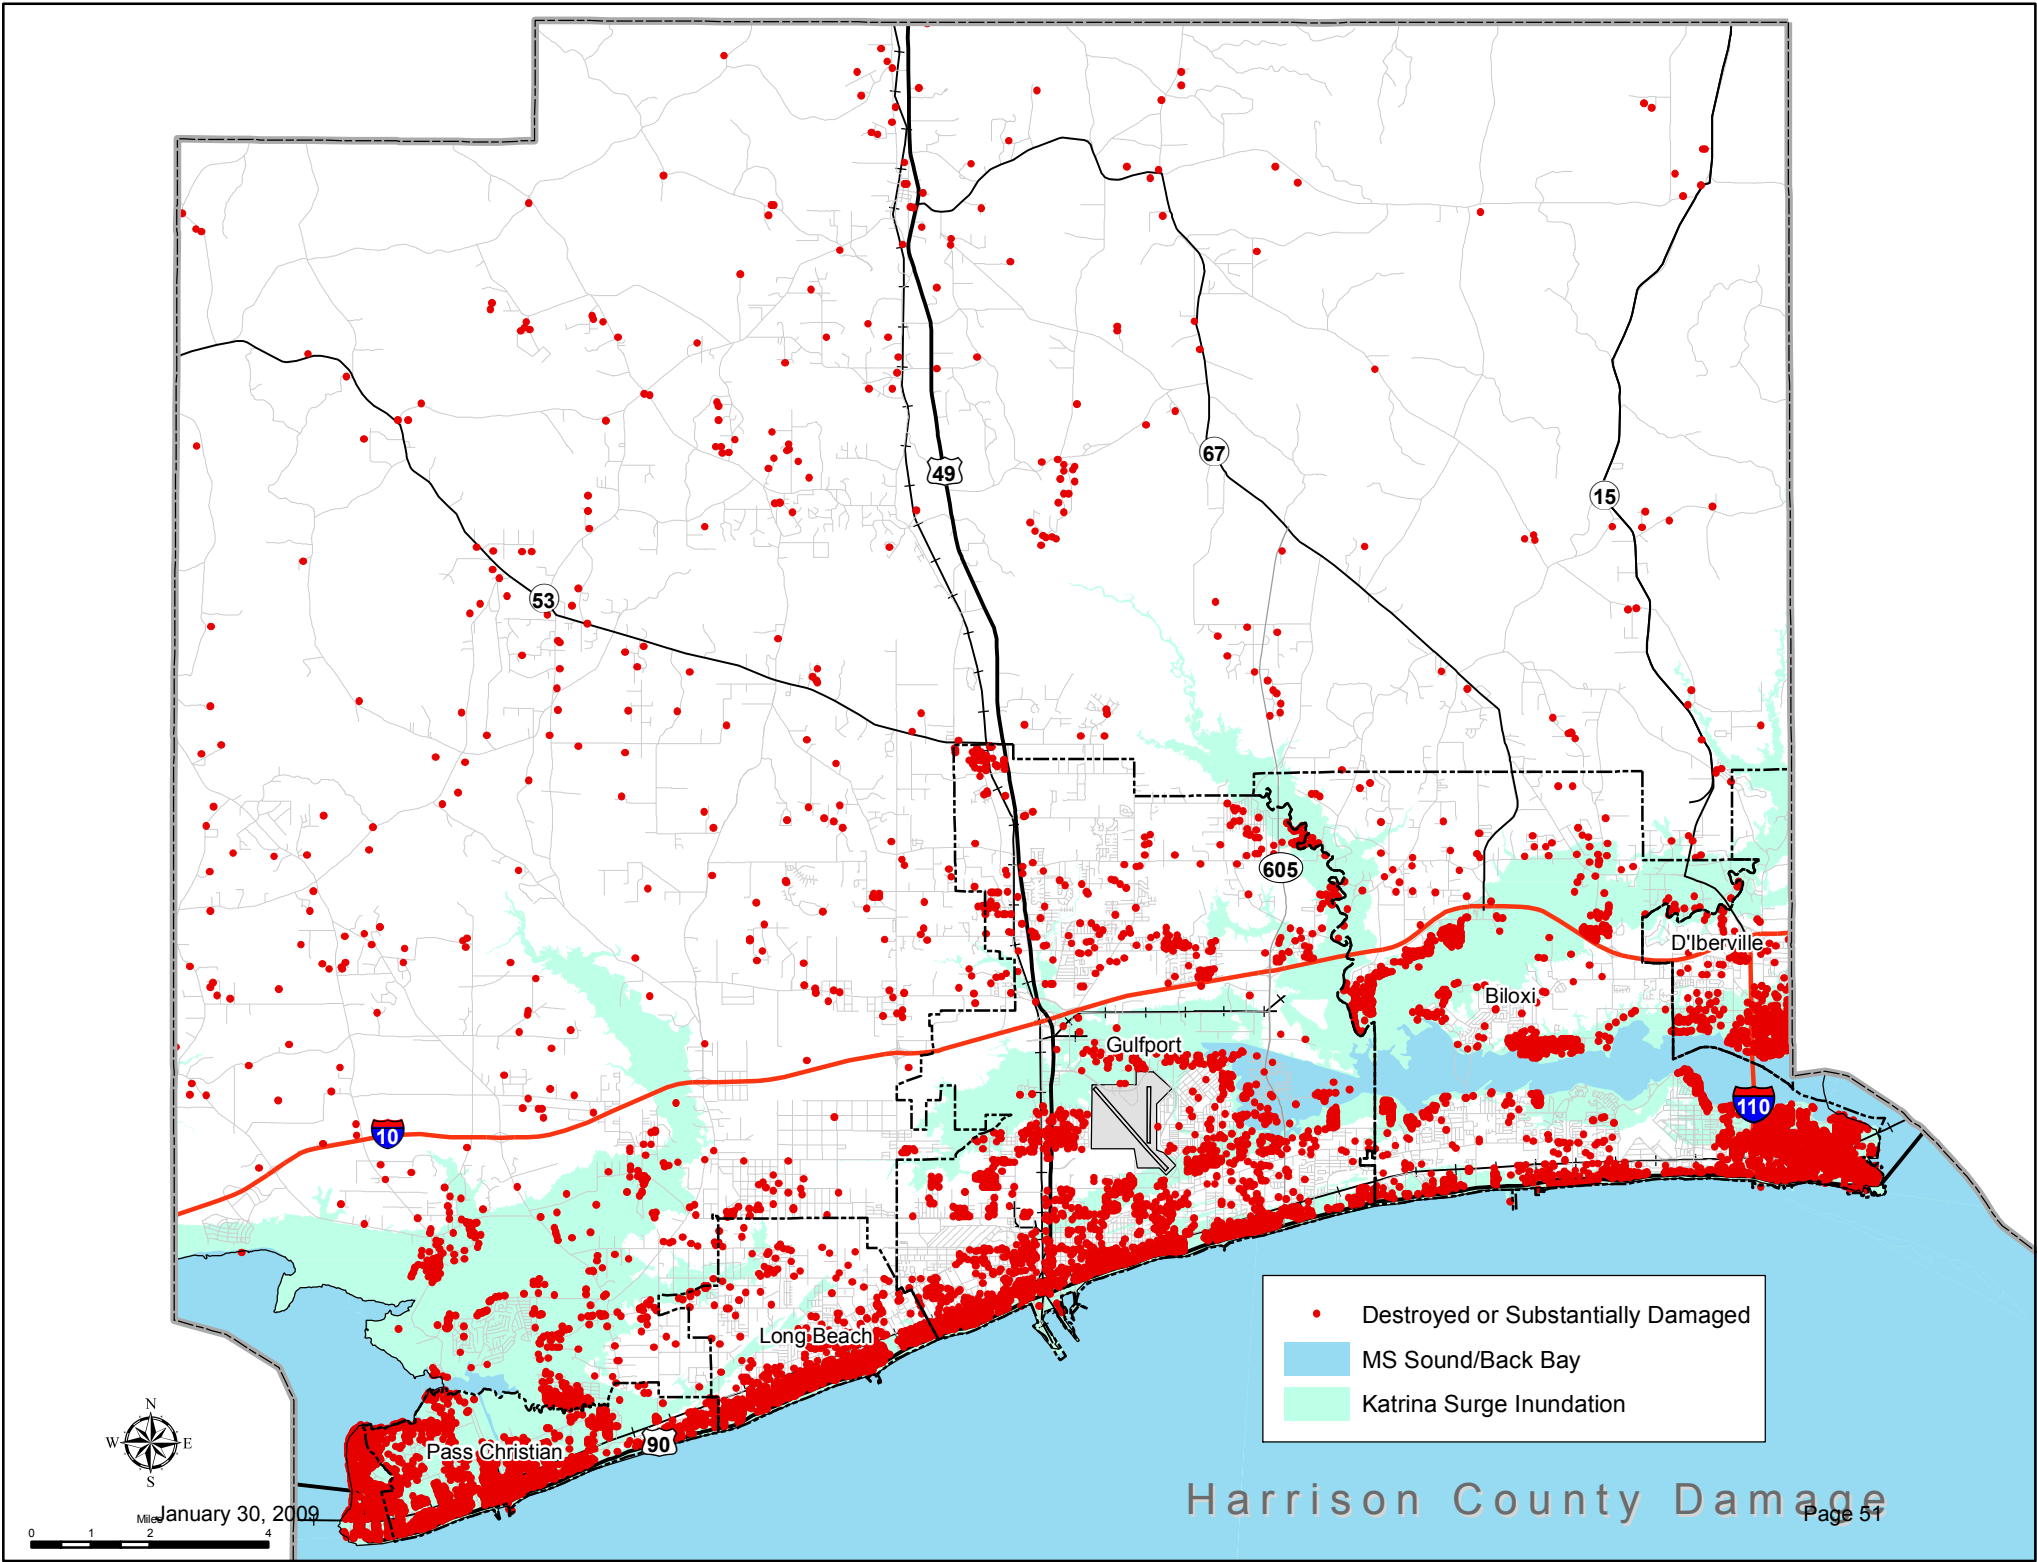 49
67
15
53
605
D'Iberville
Biloxi
Gulfport
110
10
Long Beach
Destroyed or Substantially Damaged
MS Sound/Back Bay
Katrina Surge Inundation
N
W E
S
Pass Christian
90
Harrison County Damage
January 30, 2009
Page 51
Miles
0 1 2 4